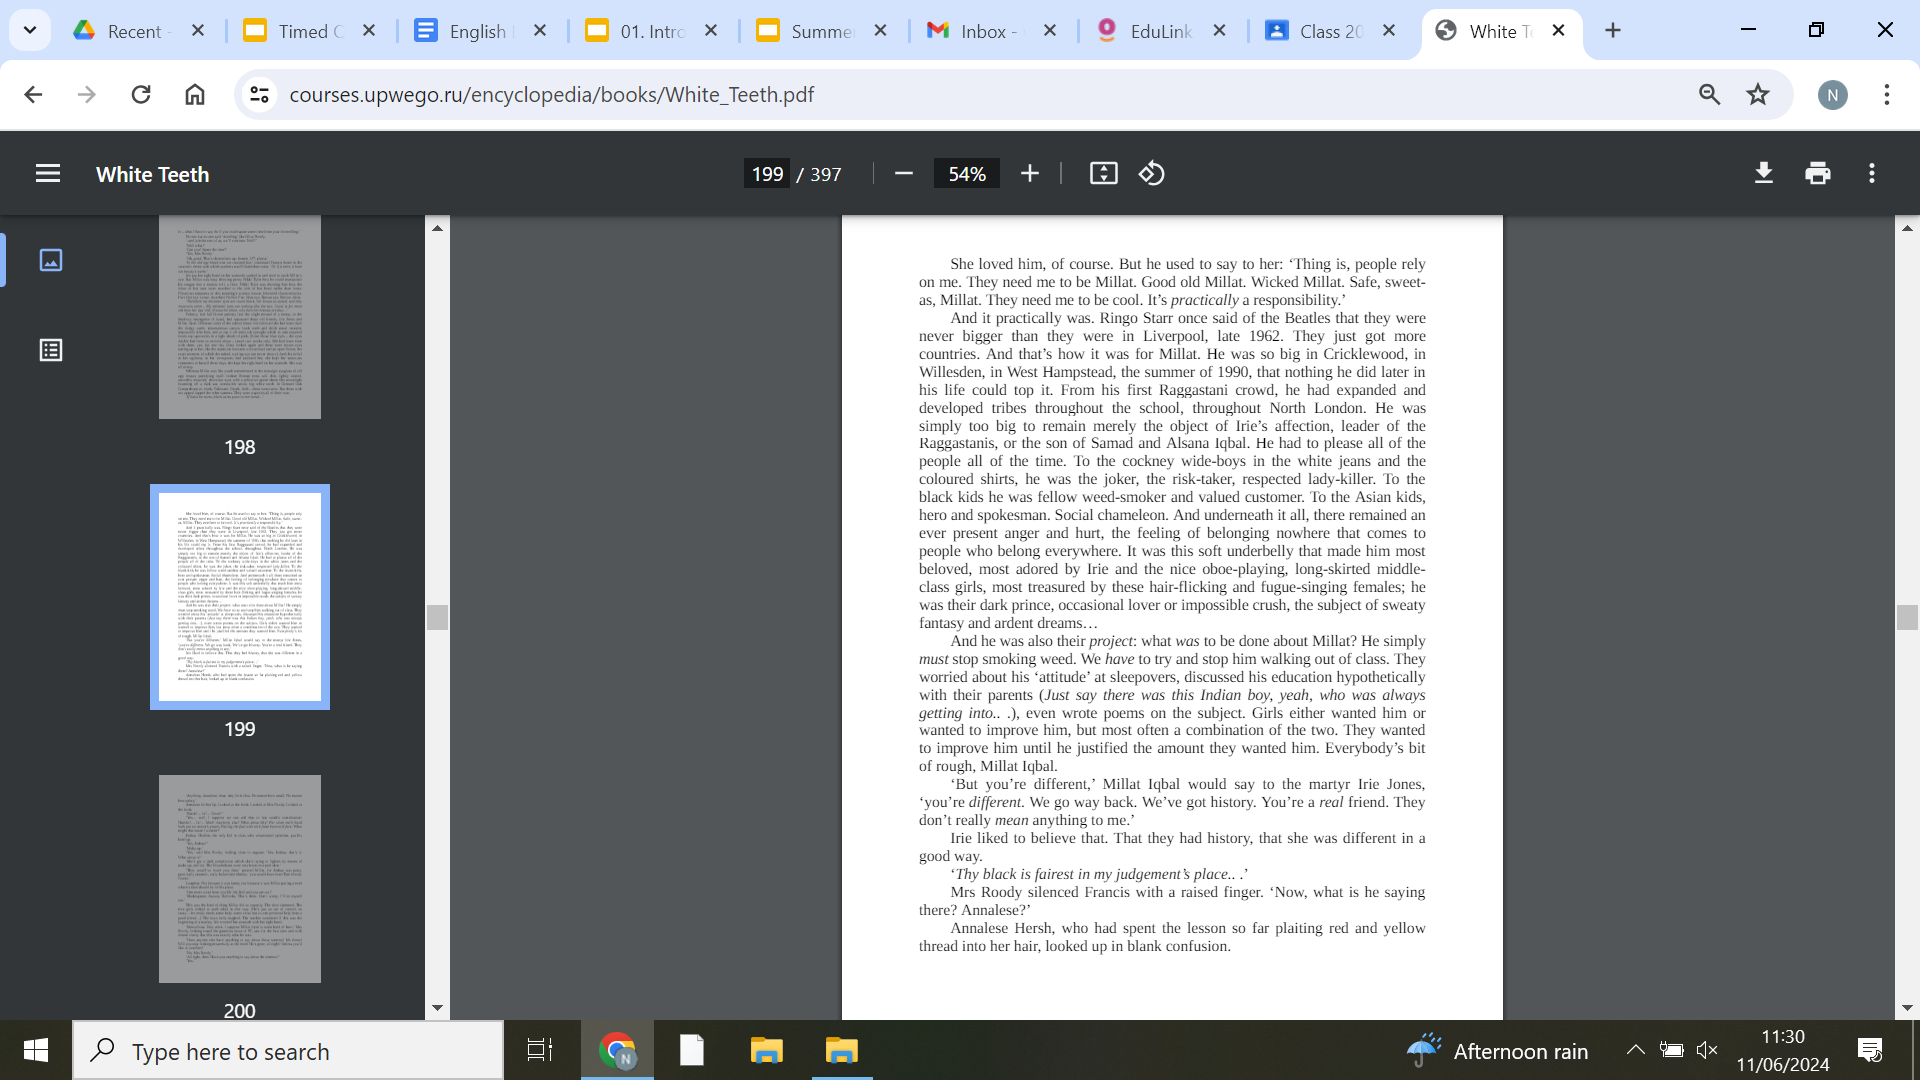 Recent -
Timed C
English
01. Intro
Summe
Inbox -
EduLink
Class 20
White T
courses.upwego.ru/encyclopedia/books/White_Teeth.pdf
N
White Teeth
199 / 397
54%
198
199
200
She loved him, of course. But he used to say to her: ‘Thing is, people rely
on me. They need me to be Millat. Good old Millat. Wicked Millat. Safe, sweet-
as, Millat. They need me to be cool. It’s practically a responsibility.’
And it practically was. Ringo Starr once said of the Beatles that they were
never bigger than they were in Liverpool, late 1962. They just got more
countries. And that’s how it was for Millat. He was so big in Cricklewood, in
Willesden, in West Hampstead, the summer of 1990, that nothing he did later in
his life could top it. From his first Raggastani crowd, he had expanded and
developed tribes throughout the school, throughout North London. He was
simply too big to remain merely the object of Irie’s affection, leader of the
Raggastanis, or the son of Samad and Alsana Iqbal. He had to please all of the
people all of the time. To the cockney wide-boys in the white jeans and the
coloured shirts, he was the joker, the risk-taker, respected lady-killer. To the
black kids he was fellow weed-smoker and valued customer. To the Asian kids,
hero and spokesman. Social chameleon. And underneath it all, there remained an
ever present anger and hurt, the feeling of belonging nowhere that comes to
people who belong everywhere. It was this soft underbelly that made him most
beloved, most adored by Irie and the nice oboe-playing, long-skirted middle-
class girls, most treasured by these hair-flicking and fugue-singing females; he
was their dark prince, occasional lover or impossible crush, the subject of sweaty
fantasy and ardent dreams…
And he was also their project: what was to be done about Millat? He simply
must stop smoking weed. We have to try and stop him walking out of class. They
worried about his ‘attitude’ at sleepovers, discussed his education hypothetically
with their parents (Just say there was this Indian boy, yeah, who was always
getting into.. .), even wrote poems on the subject. Girls either wanted him or
wanted to improve him, but most often a combination of the two. They wanted
to improve him until he justified the amount they wanted him. Everybody’s bit
of rough, Millat Iqbal.
‘But you’re different,’ Millat Iqbal would say to the martyr Irie Jones,
‘you’re different. We go way back. We’ve got history. You’re a real friend. They
don’t really mean anything to me.’
Irie liked to believe that. That they had history, that she was different in a
good way.
‘Thy black is fairest in my judgement’s place.. .’
Mrs Roody silenced Francis with a raised finger. ‘Now, what is he saying
there? Annalese?’
Annalese Hersh, who had spent the lesson so far plaiting red and yellow
thread into her hair, looked up in blank confusion.
Type here to search
N
Afternoon rain
11:30
11/06/2024